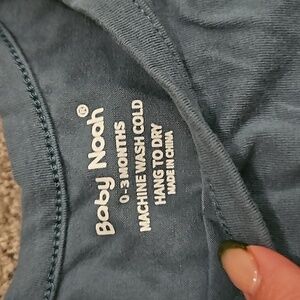 Baby Noah®
0-3 MONTHS
MACHINE WASH COLD
HANG TO DRY
MADE IN CHINA